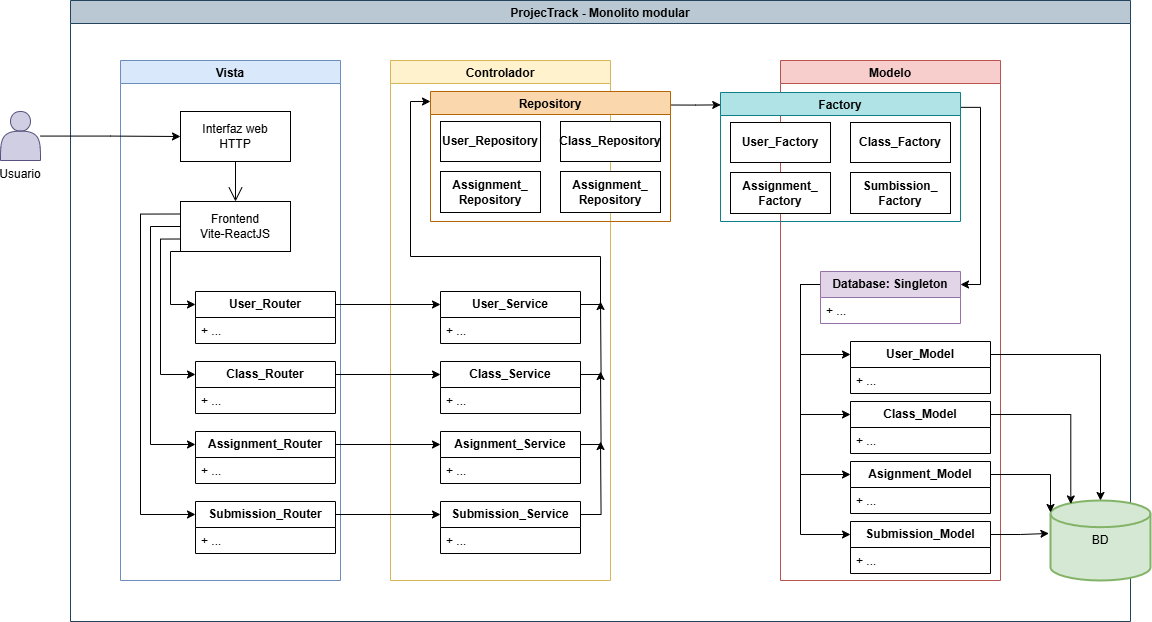 ProjecTrack - Monolito modular
Vista
Controlador
Modelo
Repository
Factory
Usuario
Interfaz web
HTTP
Frontend
Vite-ReactJS
User_Repository
Class_Repository
Assignment_
Repository
Assignment_
Repository
User_Factory
Class_Factory
Assignment_
Factory
Sumbission_
Factory
Database: Singleton
+ ...
User_Router
+ ...
Class_Router
+ ...
Assignment_Router
+ ...
Submission_Router
+ ...
User_Service
+ ...
Class_Service
+ ...
Asignment_Service
+ ...
Submission_Service
+ ...
User_Model
+ ...
Class_Model
+ ...
Asignment_Model
+ ...
Submission_Model
+ ...
BD